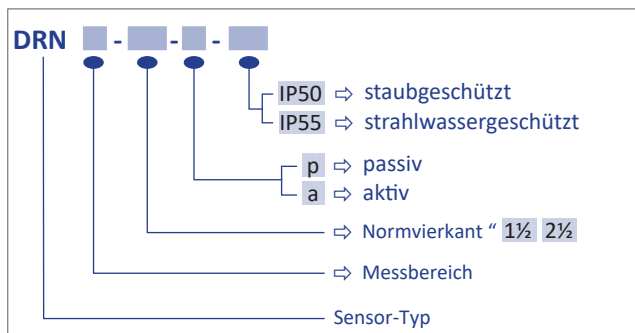 DRN - - -
IP50 ⇨ staubgeschützt
IP55 ⇨ strahlwassergeschützt
p ⇨ passiv
a ⇨ aktiv
⇨ Normvierkant “ 1½ 2½
⇨ Messbereich
Sensor-Typ